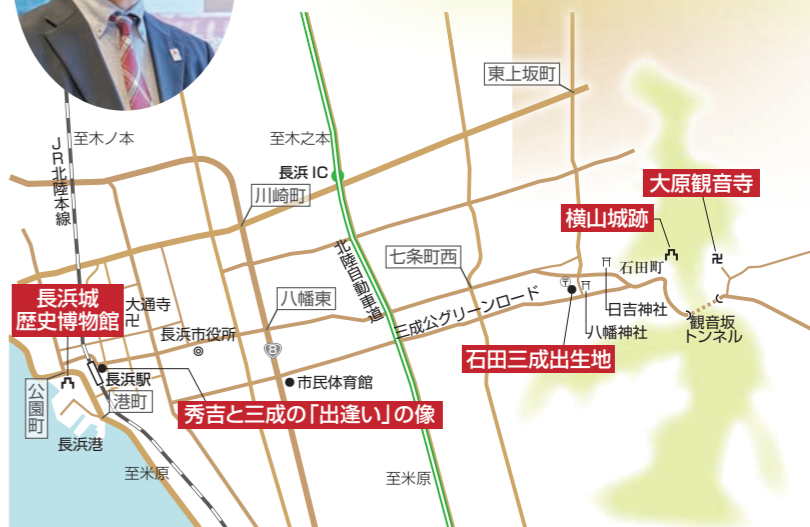 東上坂町
至木ノ本
至木之本
JR北陸本線
長浜IC
川崎町
大原観音寺
横山城跡
北陸自動車道
七条町西
石田町
長浜城
歴史博物館
大通寺
八幡東
三成公グリーンロード
〒
日吉神社
八幡神社
観音坂
トンネル
長浜市役所
8
石田三成出生地
長浜駅
市民体育館
公園町
港町
秀吉と三成の「出逢い」の像
長浜港
至米原
至米原